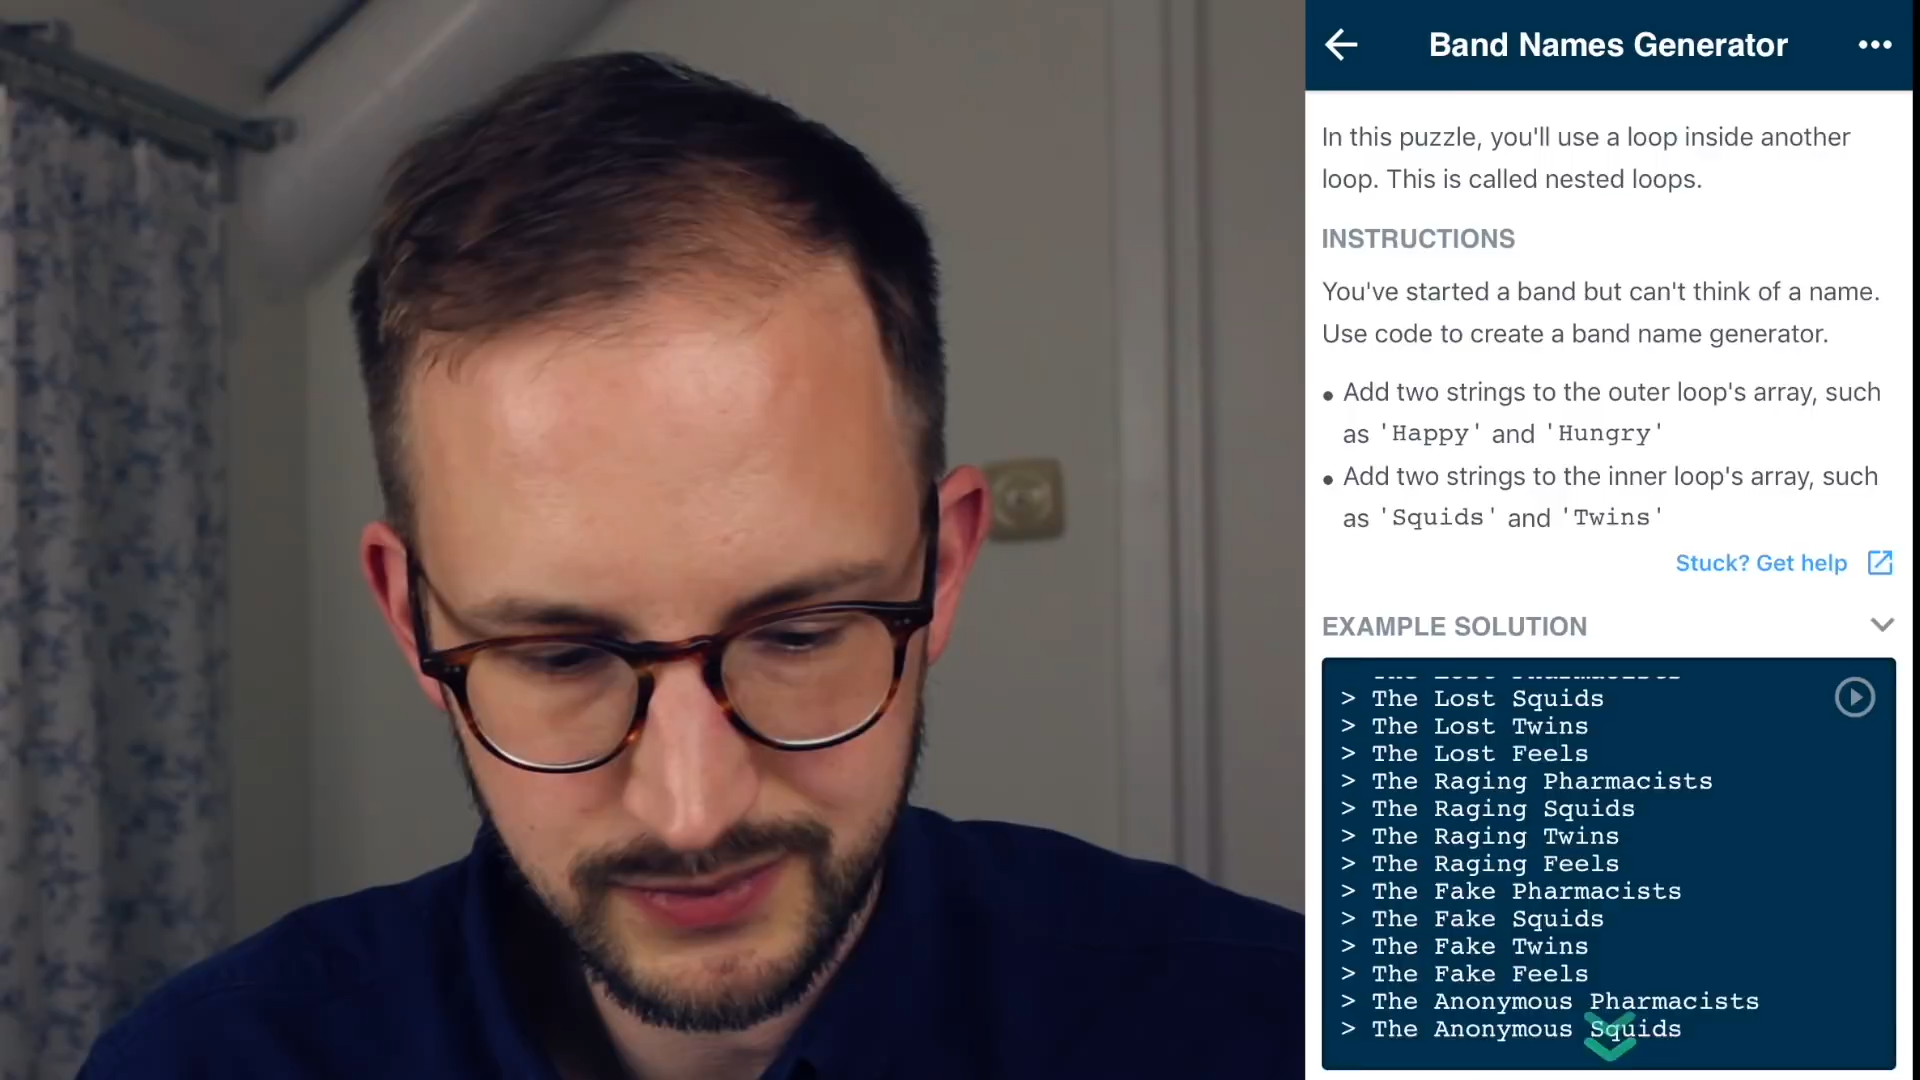 Band Names Generator
In this puzzle, you'll use a loop inside another
loop. This is called nested loops.
INSTRUCTIONS
You've started a band but can't think of a name.
Use code to create a band name generator.
• Add two strings to the outer loop's array, such
as 'Happy' and 'Hungry'
• Add two strings to the inner loop's array, such
as 'Squids' and 'Twins'
Stuck? Get help
EXAMPLE SOLUTION
> The Lost Squids
> The Lost Twins
> The Lost Feels
> The Raging Pharmacists
> The Raging Squids
> The Raging Twins
> The Raging Feels
> The Fake Pharmacists
> The Fake Squids
> The Fake Twins
> The Fake Feels
> The Anonymous Pharmacists
> The Anonymous Squids